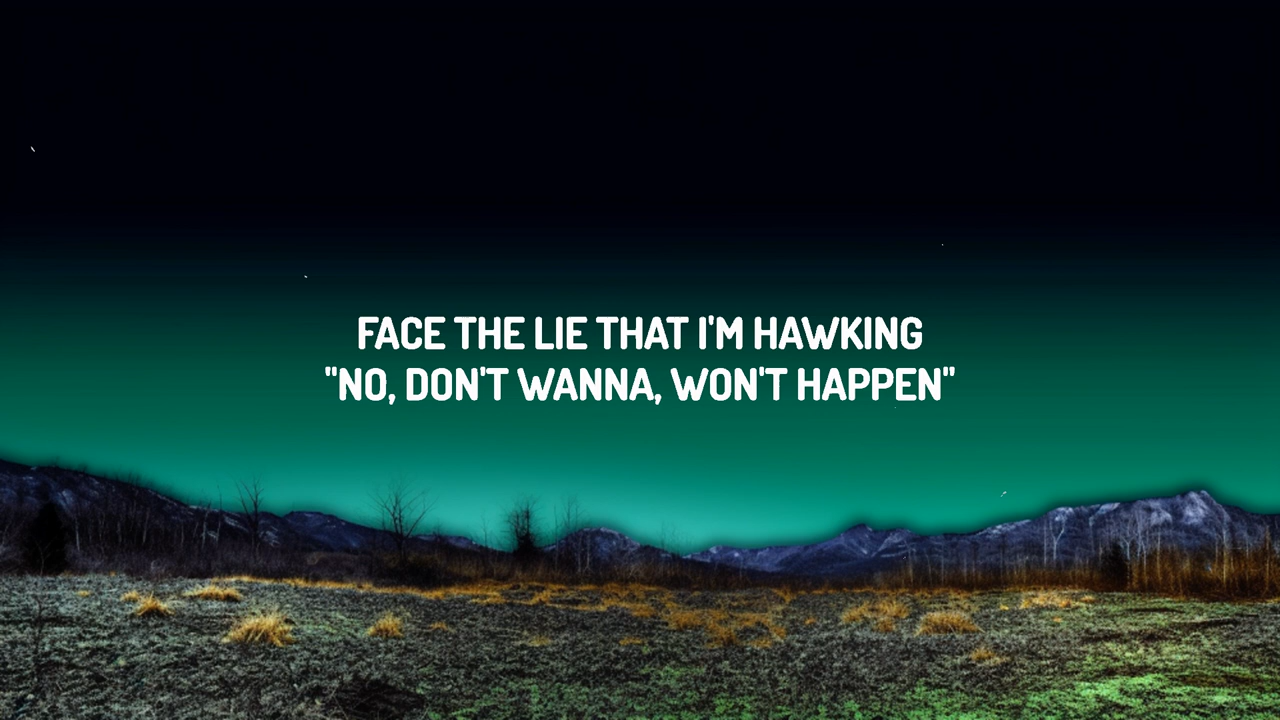 FACE THE LIE THAT I'M HAWKING
"NO, DON'T WANNA, WON'T HAPPEN"